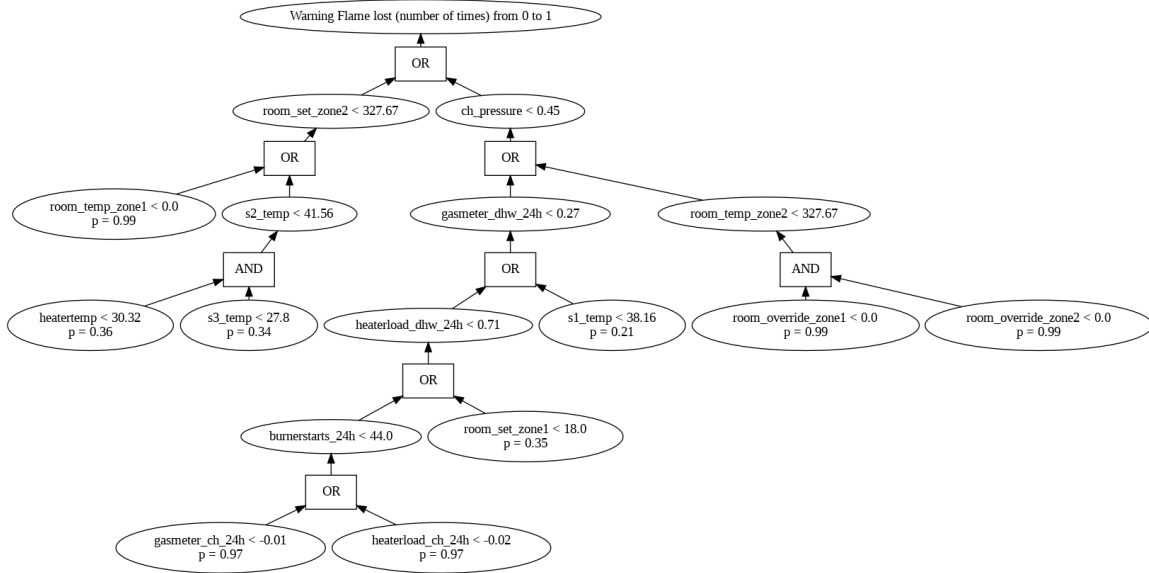 Warning Flame lost (number of times) from 0 to 1
OR
room_set_zone2 < 327.67
ch_pressure < 0.45
OR
OR
room_temp_zone1 < 0.0
p = 0.99
s2_temp < 41.56
gasmeter_dhw_24h < 0.27
room_temp_zone2 < 327.67
AND
OR
AND
heatertemp < 30.32
p = 0.36
s3_temp < 27.8
p = 0.34
heaterload_dhw_24h < 0.71
s1_temp < 38.16
p = 0.21
room_override_zone1 < 0.0
p = 0.99
room_override_zone2 < 0.0
p = 0.99
OR
burnerstarts_24h < 44.0
room_set_zone1 < 18.0
p = 0.35
OR
gasmeter_ch_24h < -0.01
p = 0.97
heaterload_ch_24h < -0.02
p = 0.97